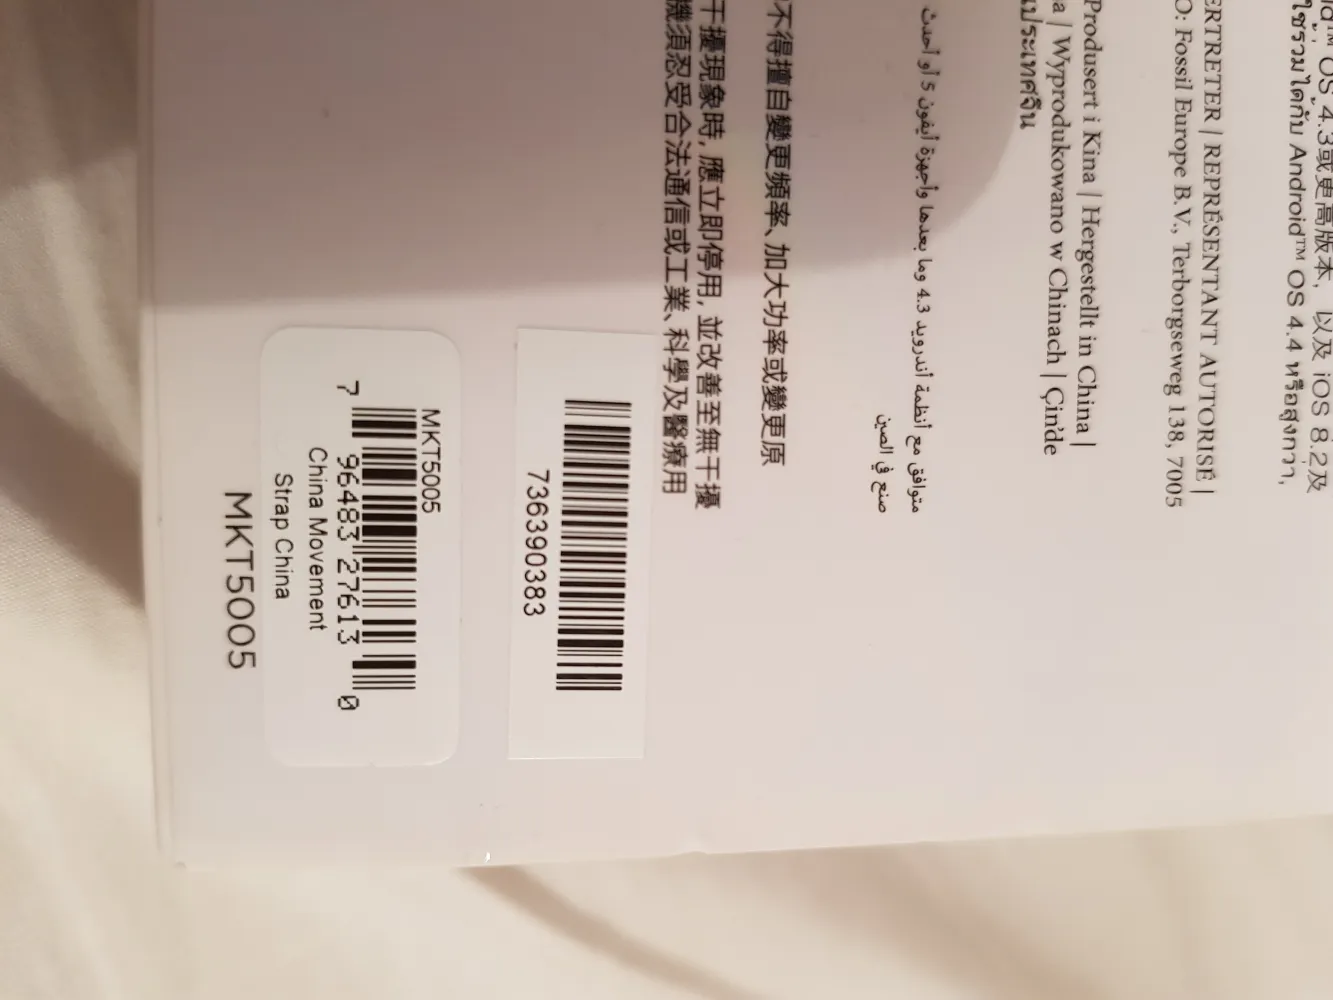 OS 4.3或更高版本, 以及 iOS 8.2及
ใช้ร่วมได้กับ Android™ OS 4.4 หรือสูงกว่า,
ERTRETER | REPRÉSENTANT AUTORISÉ |
O: Fossil Europe B.V., Terborgseweg 138, 7005
Produsert i Kina | Hergestellt in China |
a | Wyprodukowano w Chinach | Çin'de
ประเทศจีน
متوافق مع أنظمة أندرويد 4.3 وما بعدها وأجهزة أيفون 5 أو أحدث
صنع في الصين
不得擅自變更頻率、加大功率或變更原
干擾現象時, 應立即停用, 並改善至無干擾
機須忍受合法通信或工業、科學及醫療用
736390383
MKT5005
7 96483 27613 0
China Movement
Strap China
MKT5005